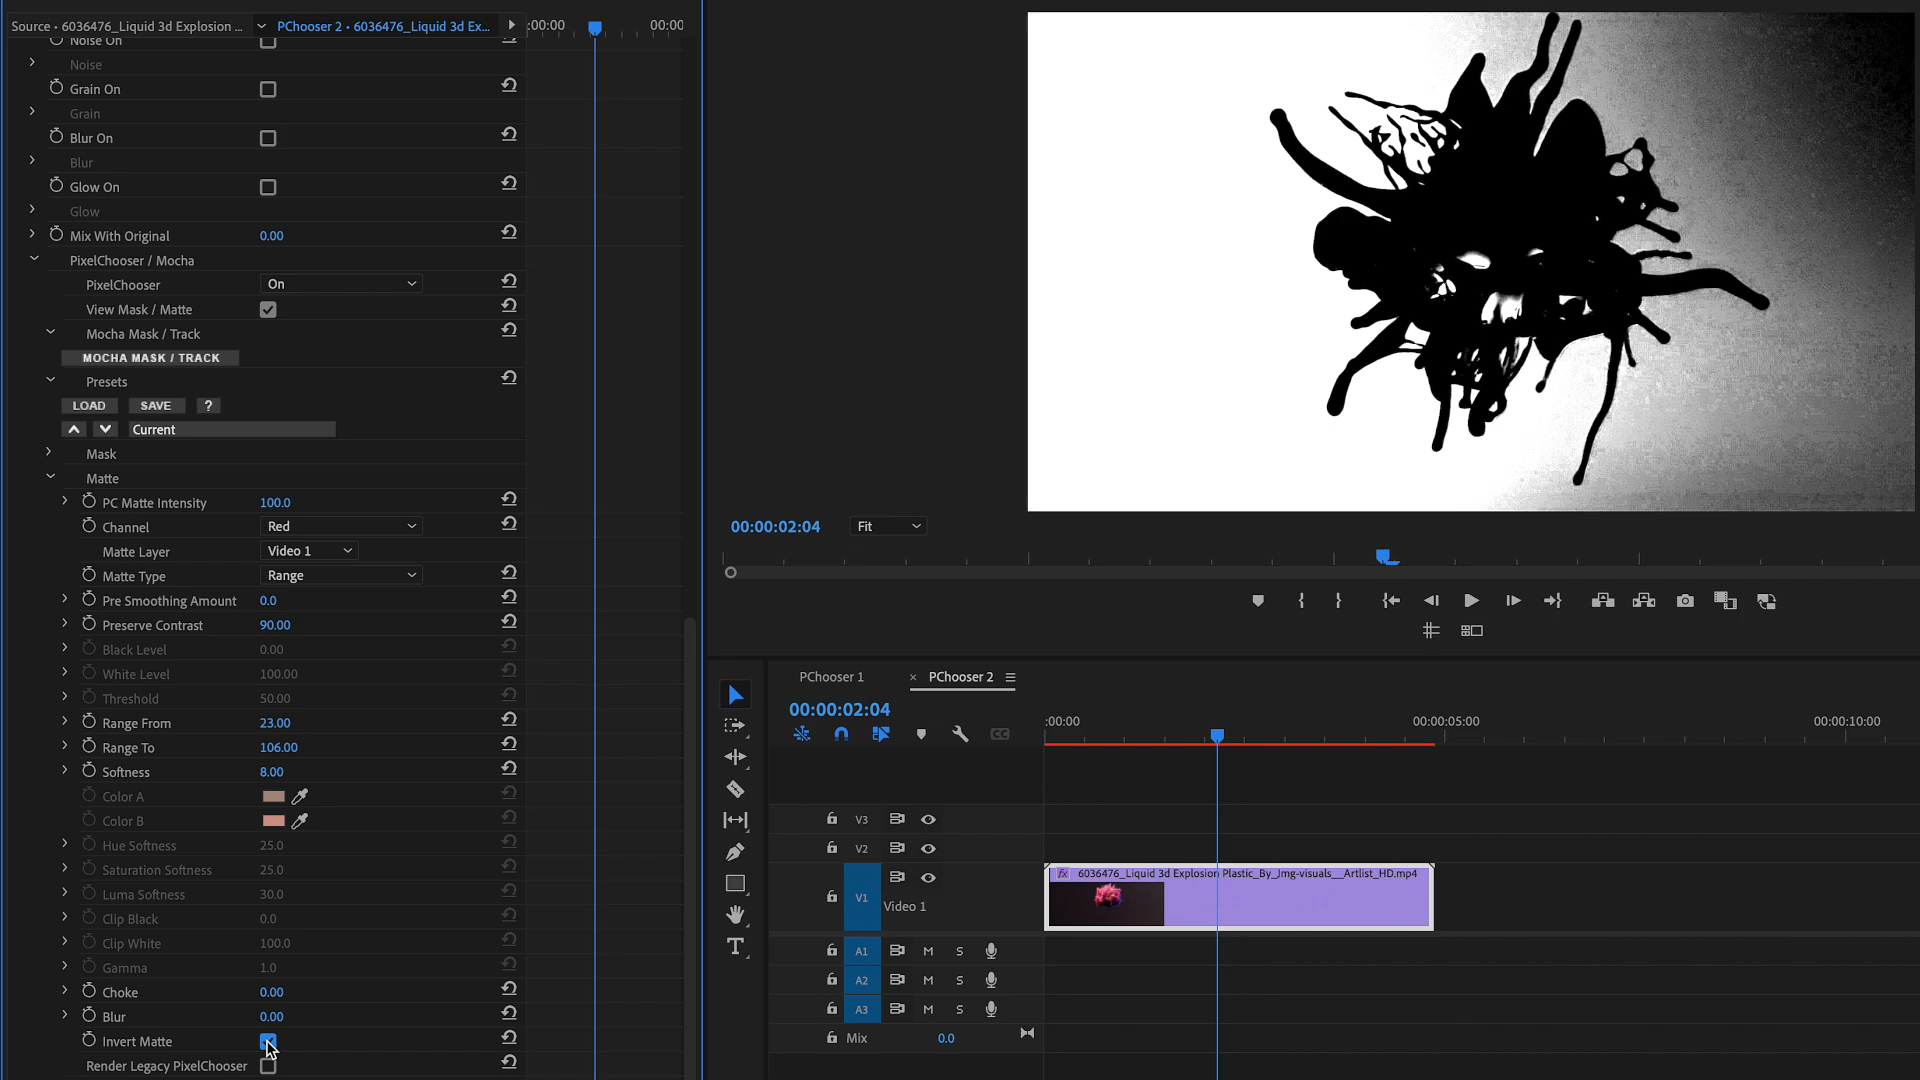 Source • 6036476_Liquid 3d Explosion ...
PChooser 2 • 6036476_Liquid 3d Ex...
:00:00
00:00
Noise On
Noise
Grain On
Grain
Blur On
Blur
Glow On
Glow
Mix With Original 0.00
PixelChooser / Mocha
PixelChooser On
View Mask / Matte
Mocha Mask / Track
MOCHA MASK / TRACK
Presets
LOAD SAVE ?
Current
Mask
Matte
PC Matte Intensity 100.0
Channel Red
Matte Layer Video 1
Matte Type Range
Pre Smoothing Amount 0.0
Preserve Contrast 90.00
Black Level 0.00
White Level 100.00
Threshold 50.00
Range From 23.00
Range To 106.00
Softness 8.00
Color A
Color B
Hue Softness 25.0
Saturation Softness 25.0
Luma Softness 30.0
Clip Black 0.0
Clip White 100.0
Gamma 1.0
Choke 0.00
Blur 0.00
Invert Matte
Render Legacy PixelChooser
00:00:02:04 Fit
PChooser 1 × PChooser 2
00:00:02:04
:00:00 00:00:05:00 00:00:10:00
CC
V3
V2
V1 Video 1
fx 6036476_Liquid 3d Explosion Plastic_By_Jmg-visuals__Artlist_HD.mp4
A1 M S
A2 M S
A3 M S
Mix 0.0